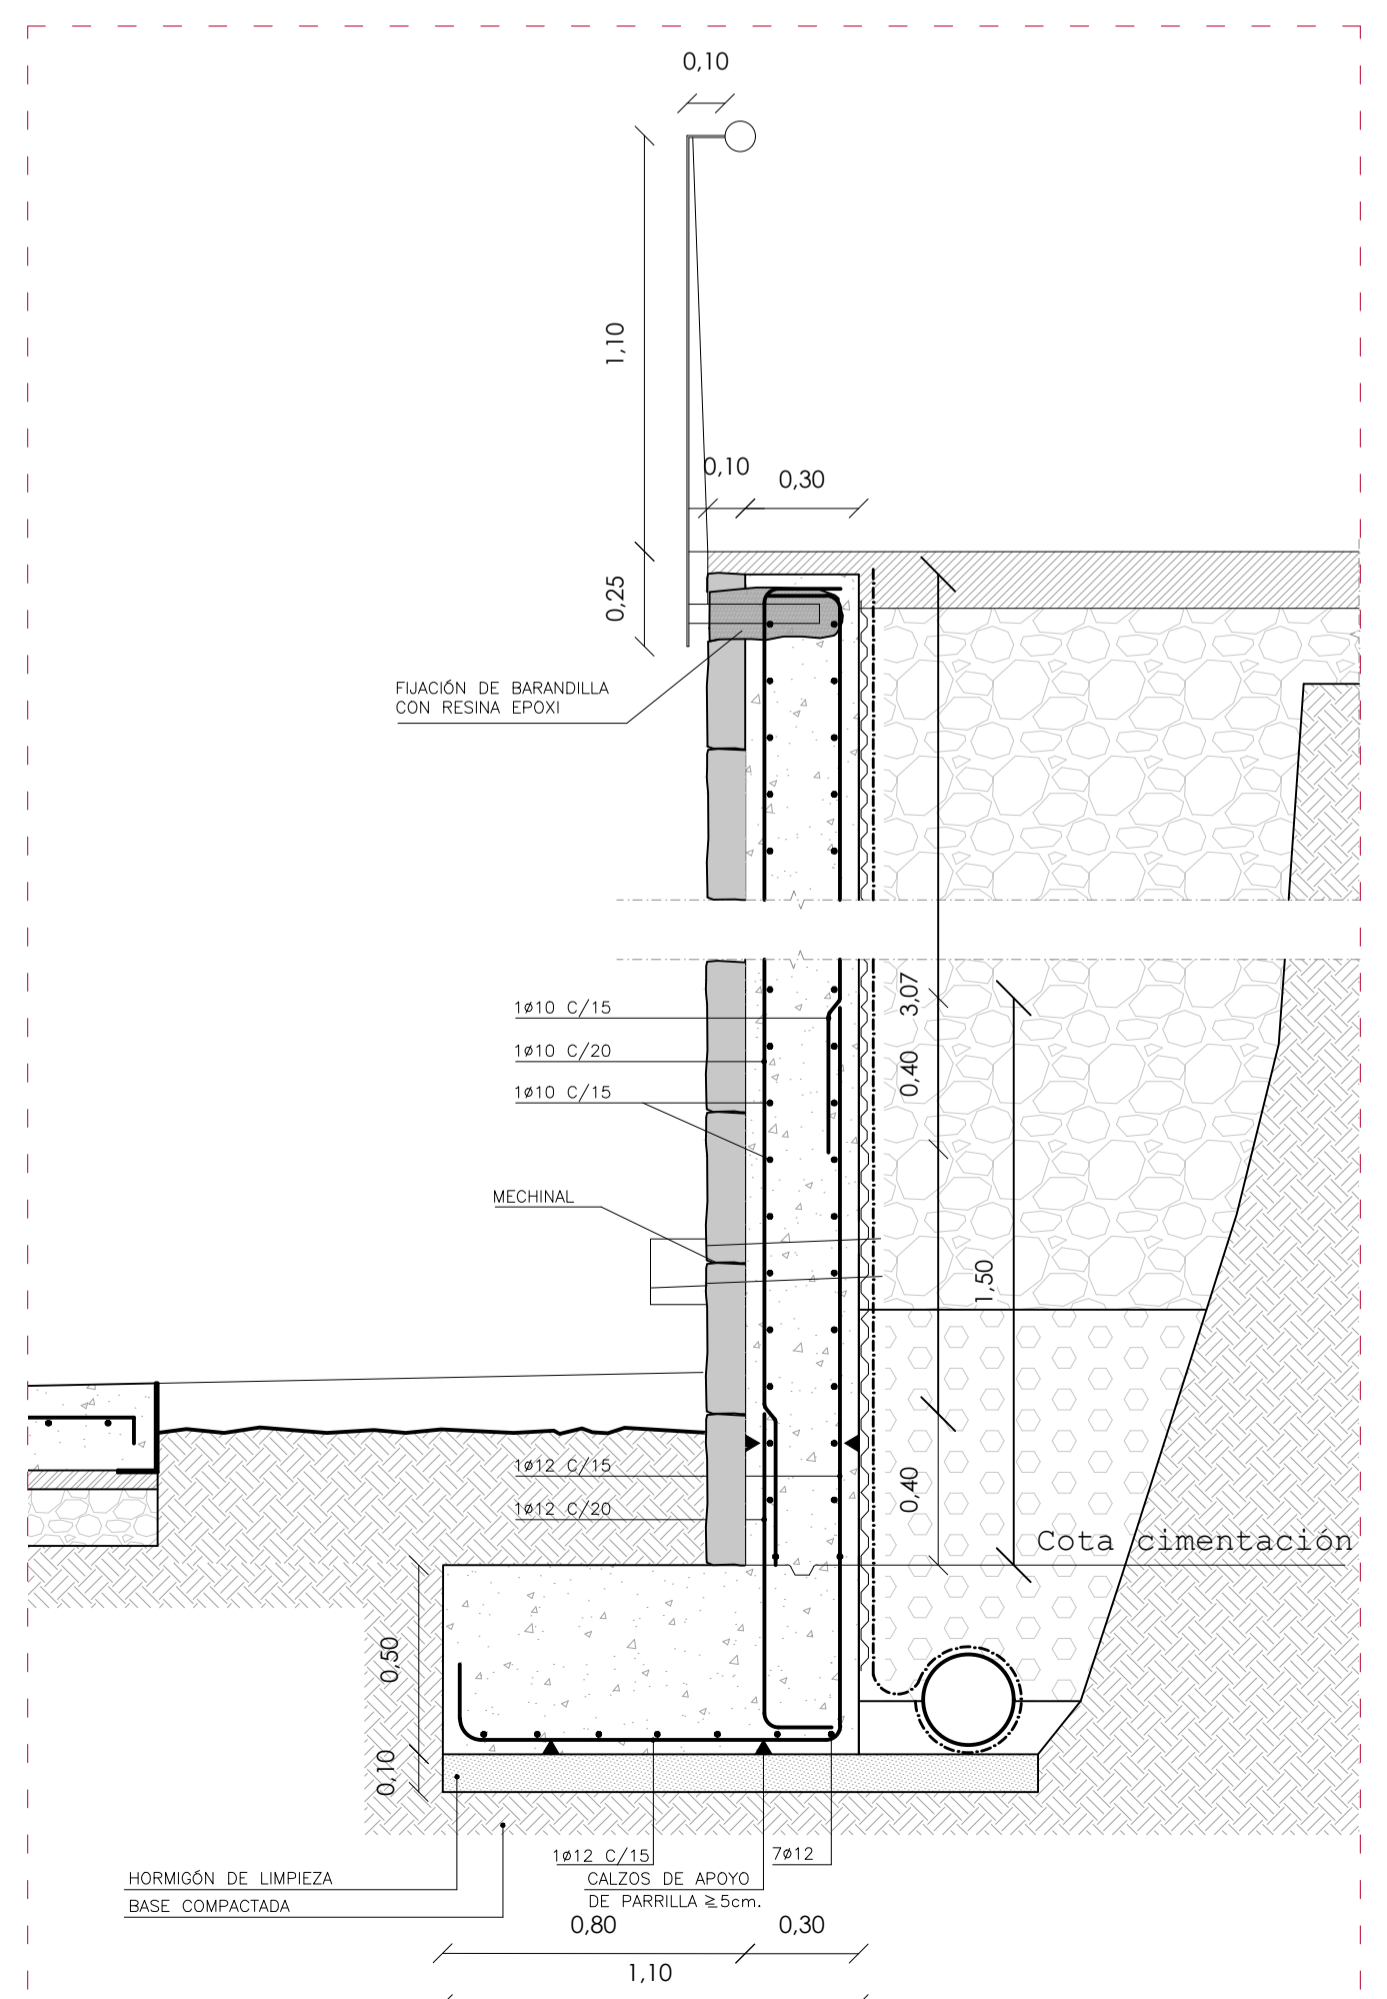 0,10
1,10
0,10
0,30
0,25
FIJACIÓN DE BARANDILLA
CON RESINA EPOXI
3,07
1Ø10 C/15
1Ø10 C/20
0,40
1Ø10 C/15
MECHINAL
1,50
1Ø12 C/15
0,40
1Ø12 C/20
Cota cimentación
0,50
0,10
1Ø12 C/15
7Ø12
HORMIGÓN DE LIMPIEZA
CALZOS DE APOYO
DE PARRILLA ≧5cm.
BASE COMPACTADA
0,80
0,30
1,10